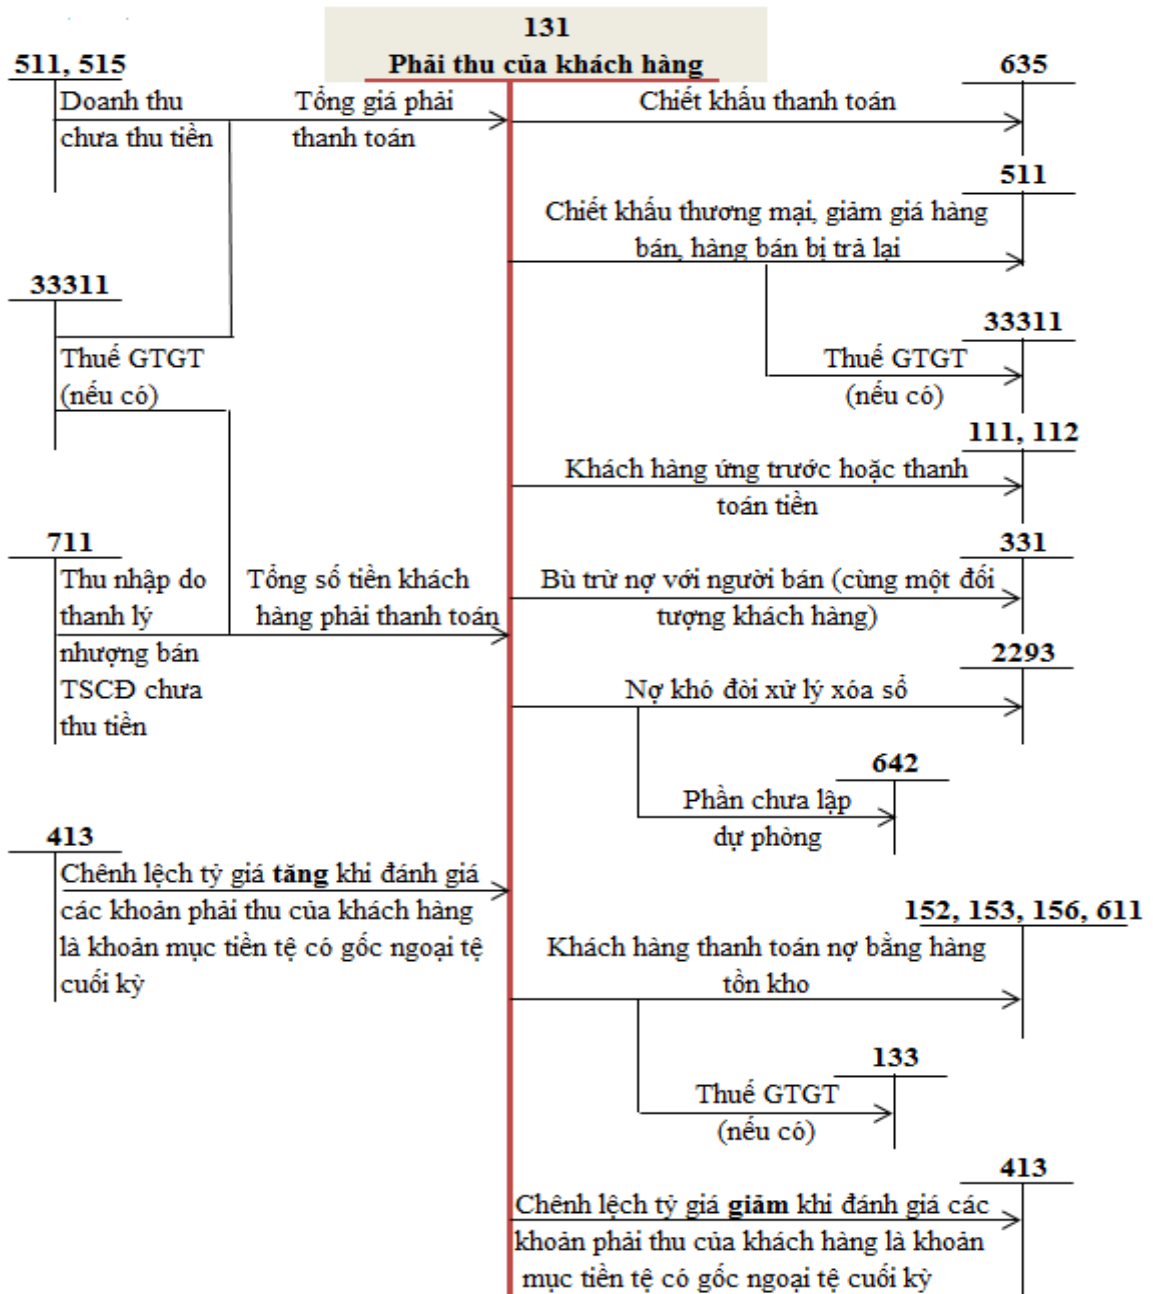 131
Phải thu của khách hàng
511, 515
Doanh thu
chưa thu tiền
Tổng giá phải
thanh toán
33311
Thuế GTGT
(nếu có)
711
Thu nhập do
thanh lý
nhượng bán
TSCĐ chưa
thu tiền
Tổng số tiền khách
hàng phải thanh toán
413
Chênh lệch tỷ giá tăng khi đánh giá
các khoản phải thu của khách hàng
là khoản mục tiền tệ có gốc ngoại tệ
cuối kỳ
635
Chiết khấu thanh toán
511
Chiết khấu thương mại, giảm giá hàng
bán, hàng bán bị trả lại
33311
Thuế GTGT
(nếu có)
111, 112
Khách hàng ứng trước hoặc thanh
toán tiền
331
Bù trừ nợ với người bán (cùng một đối
tượng khách hàng)
2293
Nợ khó đòi xử lý xóa sổ
642
Phần chưa lập
dự phòng
152, 153, 156, 611
Khách hàng thanh toán nợ bằng hàng
tồn kho
133
Thuế GTGT
(nếu có)
413
Chênh lệch tỷ giá giảm khi đánh giá các
khoản phải thu của khách hàng là khoản
mục tiền tệ có gốc ngoại tệ cuối kỳ